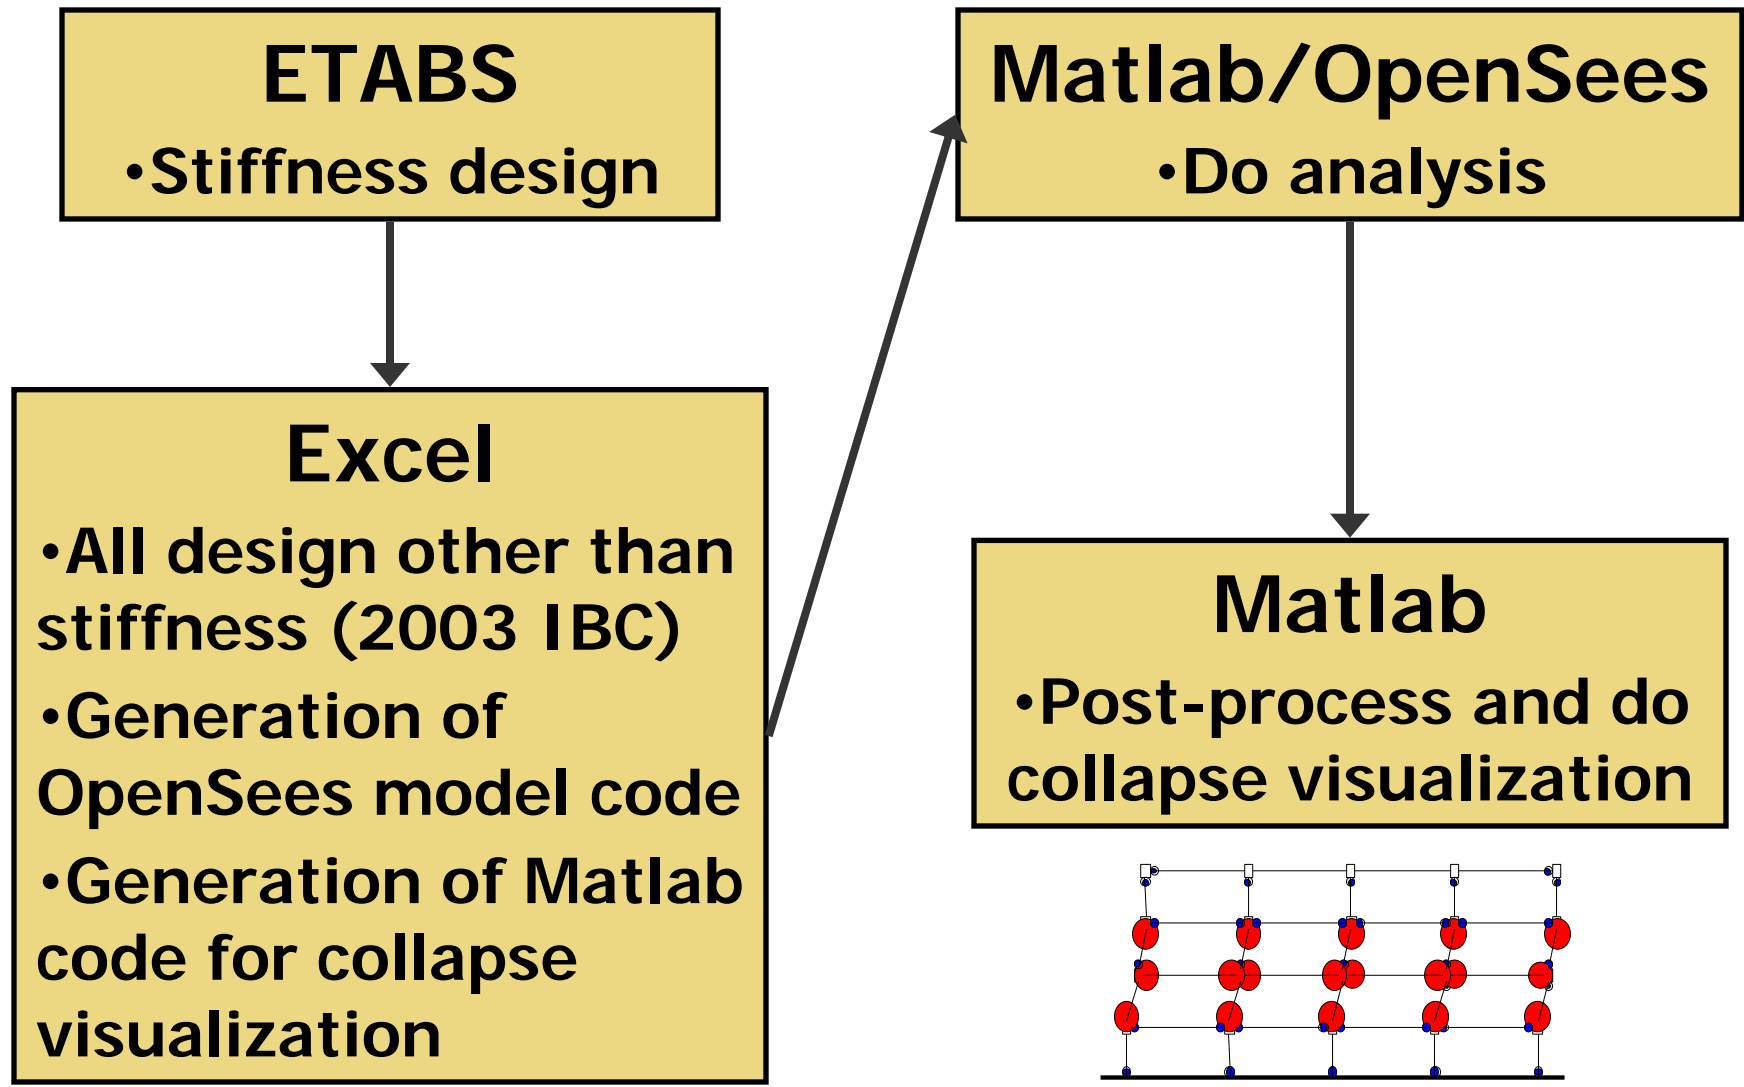 ETABS
•Stiffness design
Excel
•All design other than
stiffness (2003 IBC)
•Generation of
OpenSees model code
•Generation of Matlab
code for collapse
visualization
Matlab/OpenSees
•Do analysis
Matlab
•Post-process and do
collapse visualization